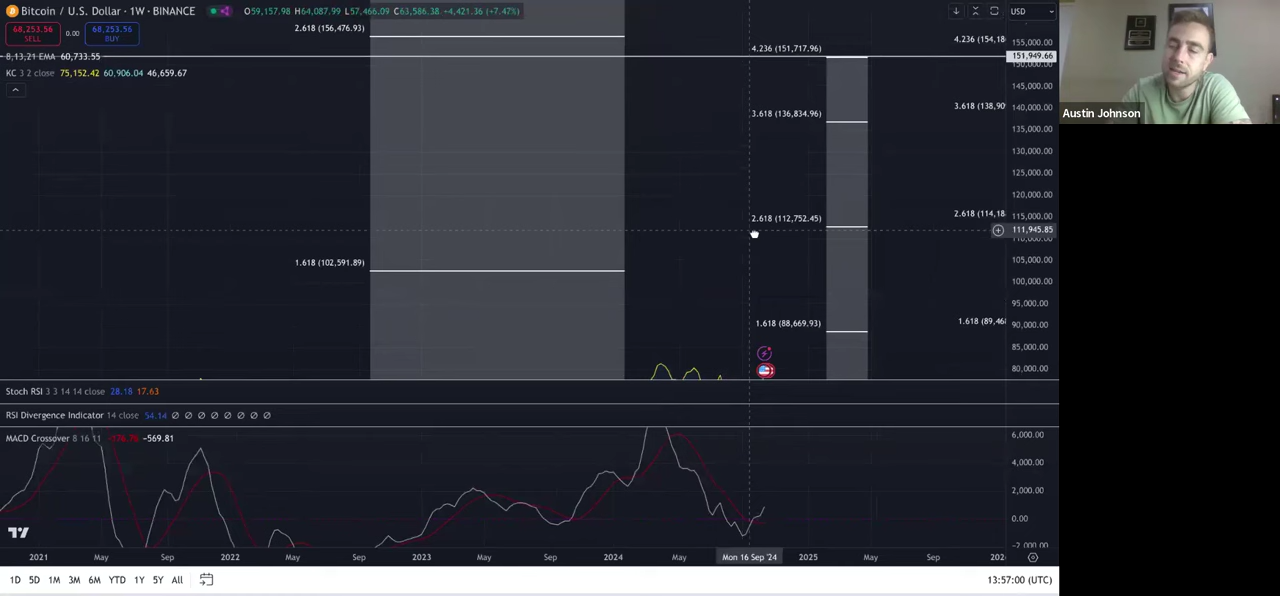 Bitcoin / U.S. Dollar · 1W · BINANCE
O59,157.98 H64,087.99 L57,466.09 C63,586.38 +4,421.36 (+7.47%)
USD
68,253.56
SELL
0.00
68,253.56
BUY
8,13,21 EMA 60,733.55
KC 3 2 close 75,152.42 60,906.04 46,659.67
2.618 (156,476.93)
1.618 (102,591.89)
4.236 (151,717.96)
3.618 (136,834.96)
2.618 (112,752.45)
1.618 (88,669.93)
4.236 (154,18
3.618 (138,90
2.618 (114,18
1.618 (89,46
155,000.00
151,949.66
150,000.00
145,000.00
140,000.00
135,000.00
130,000.00
125,000.00
120,000.00
115,000.00
111,945.85
110,000.00
105,000.00
100,000.00
95,000.00
90,000.00
85,000.00
80,000.00
Stoch RSI 3 3 14 14 close 28.18 17.63
RSI Divergence Indicator 14 close 54.14 ∅ ∅ ∅ ∅ ∅ ∅ ∅ ∅
MACD Crossover 8 16 11 -569.81
6,000.00
4,000.00
2,000.00
0.00
-2,000.00
2021 May Sep 2022 May Sep 2023 May Sep 2024 May Mon 16 Sep '24 2025 May Sep
1D 5D 1M 3M 6M YTD 1Y 5Y All
13:57:00 (UTC)
Austin Johnson